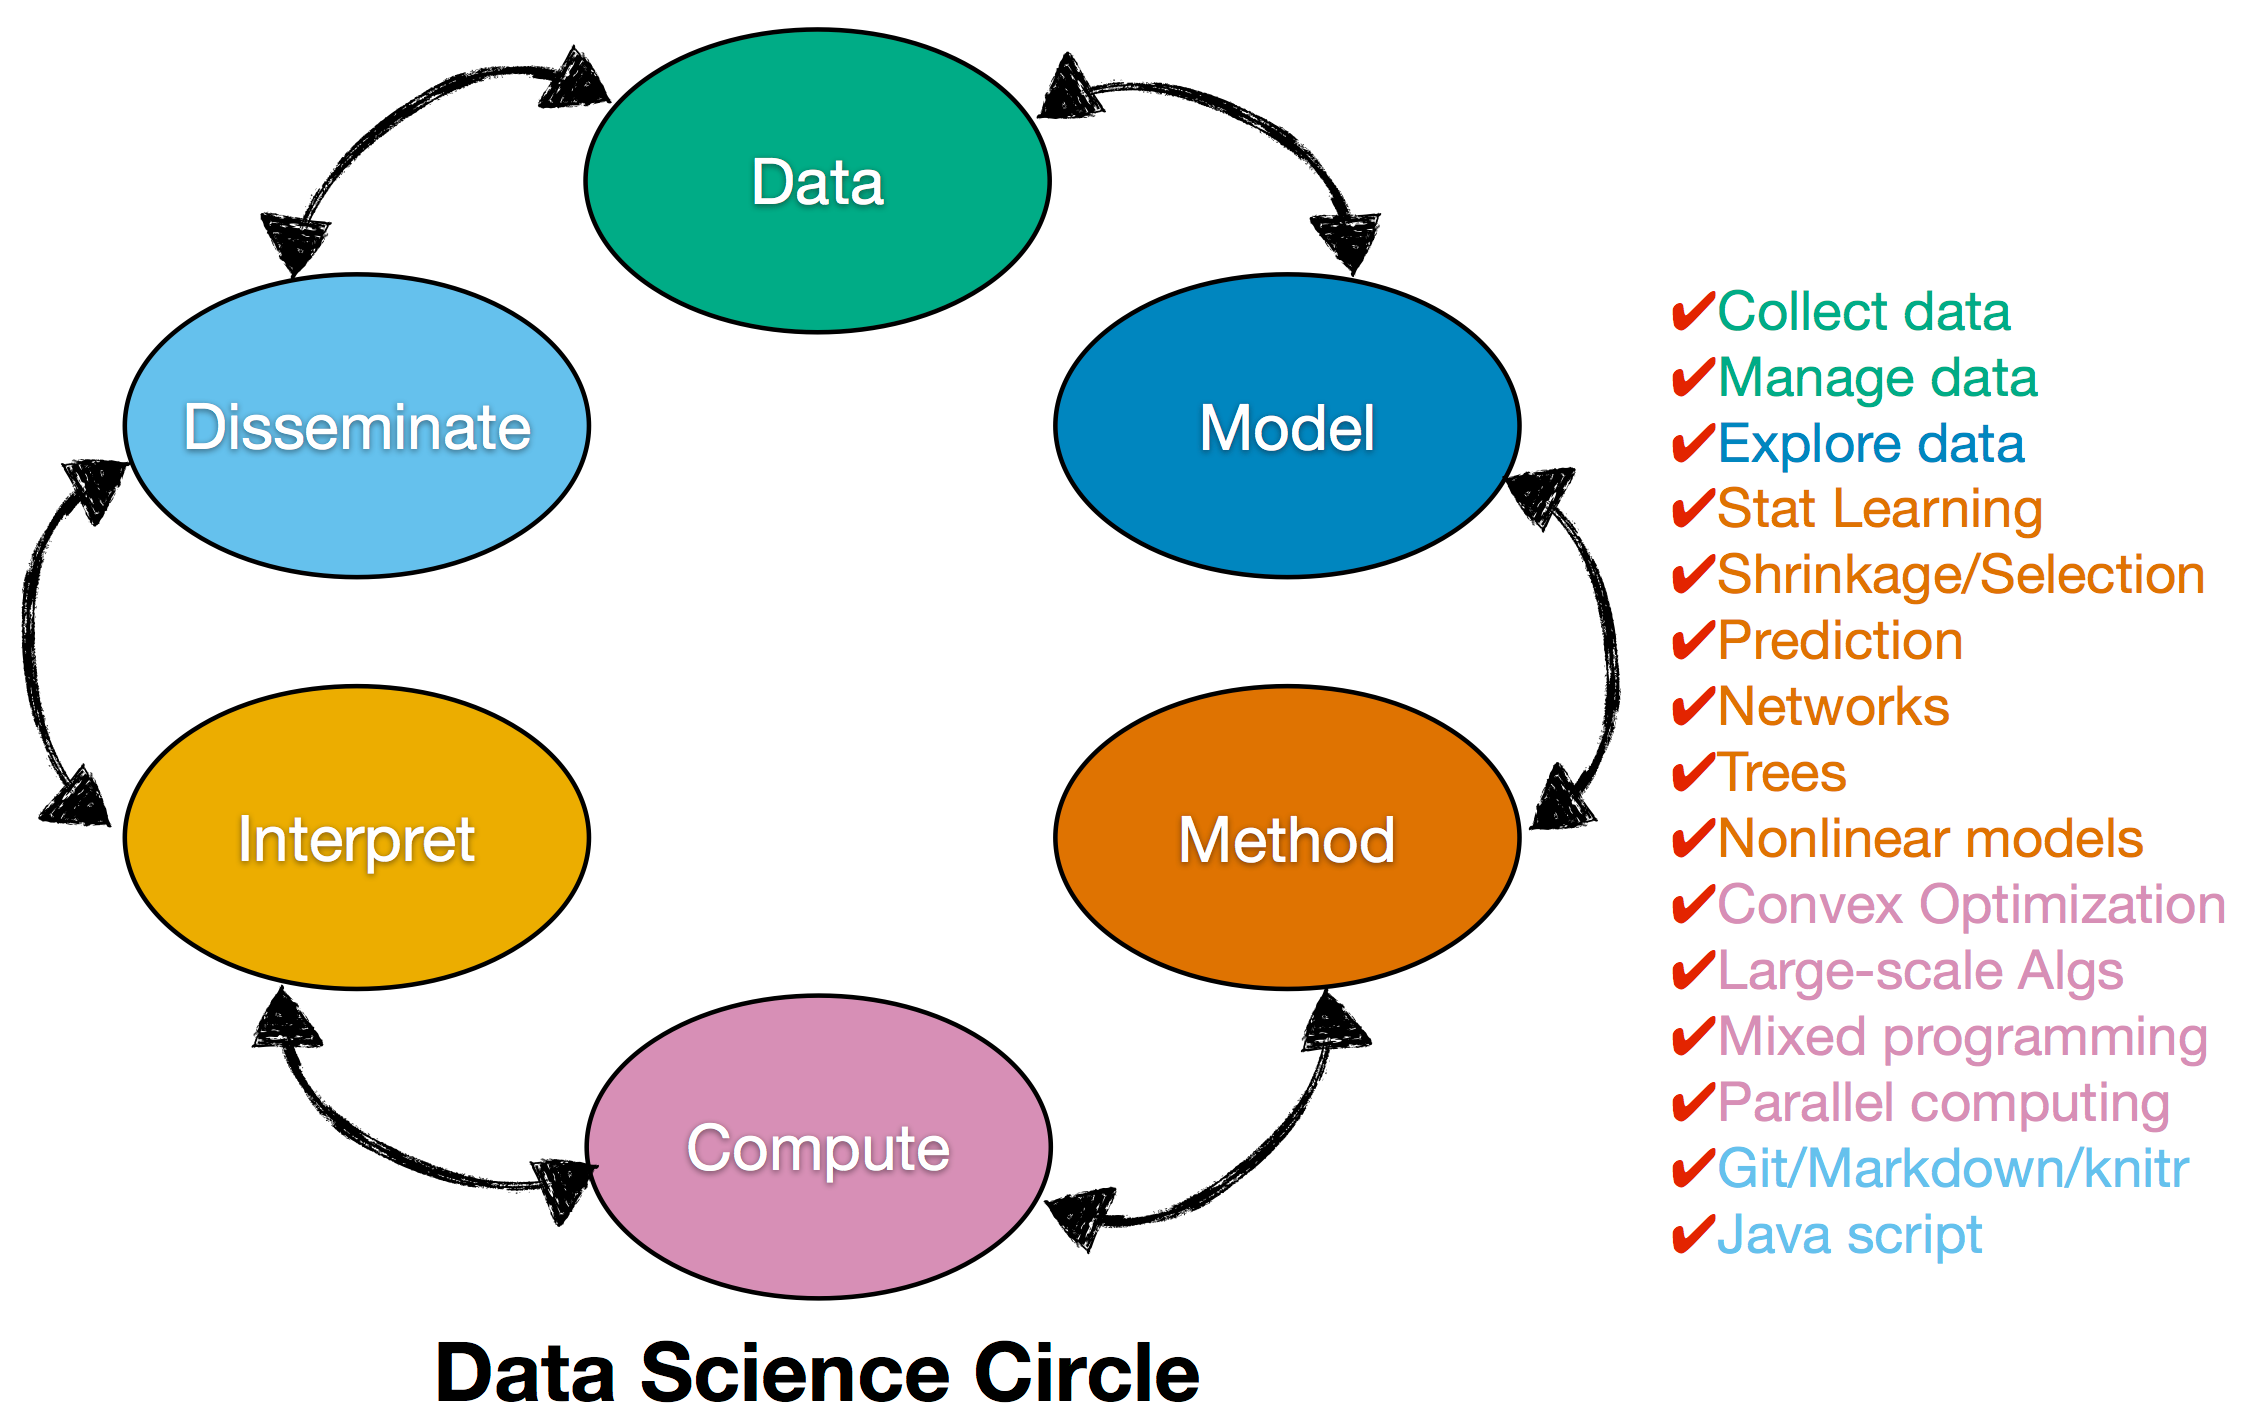 Data
Disseminate
Model
Interpret
Method
Compute
Data Science Circle
✔Collect data
✔Manage data
✔Explore data
✔Stat Learning
✔Shrinkage/Selection
✔Prediction
✔Networks
✔Trees
✔Nonlinear models
✔Convex Optimization
✔Large-scale Algs
✔Mixed programming
✔Parallel computing
✔Git/Markdown/knitr
✔Java script